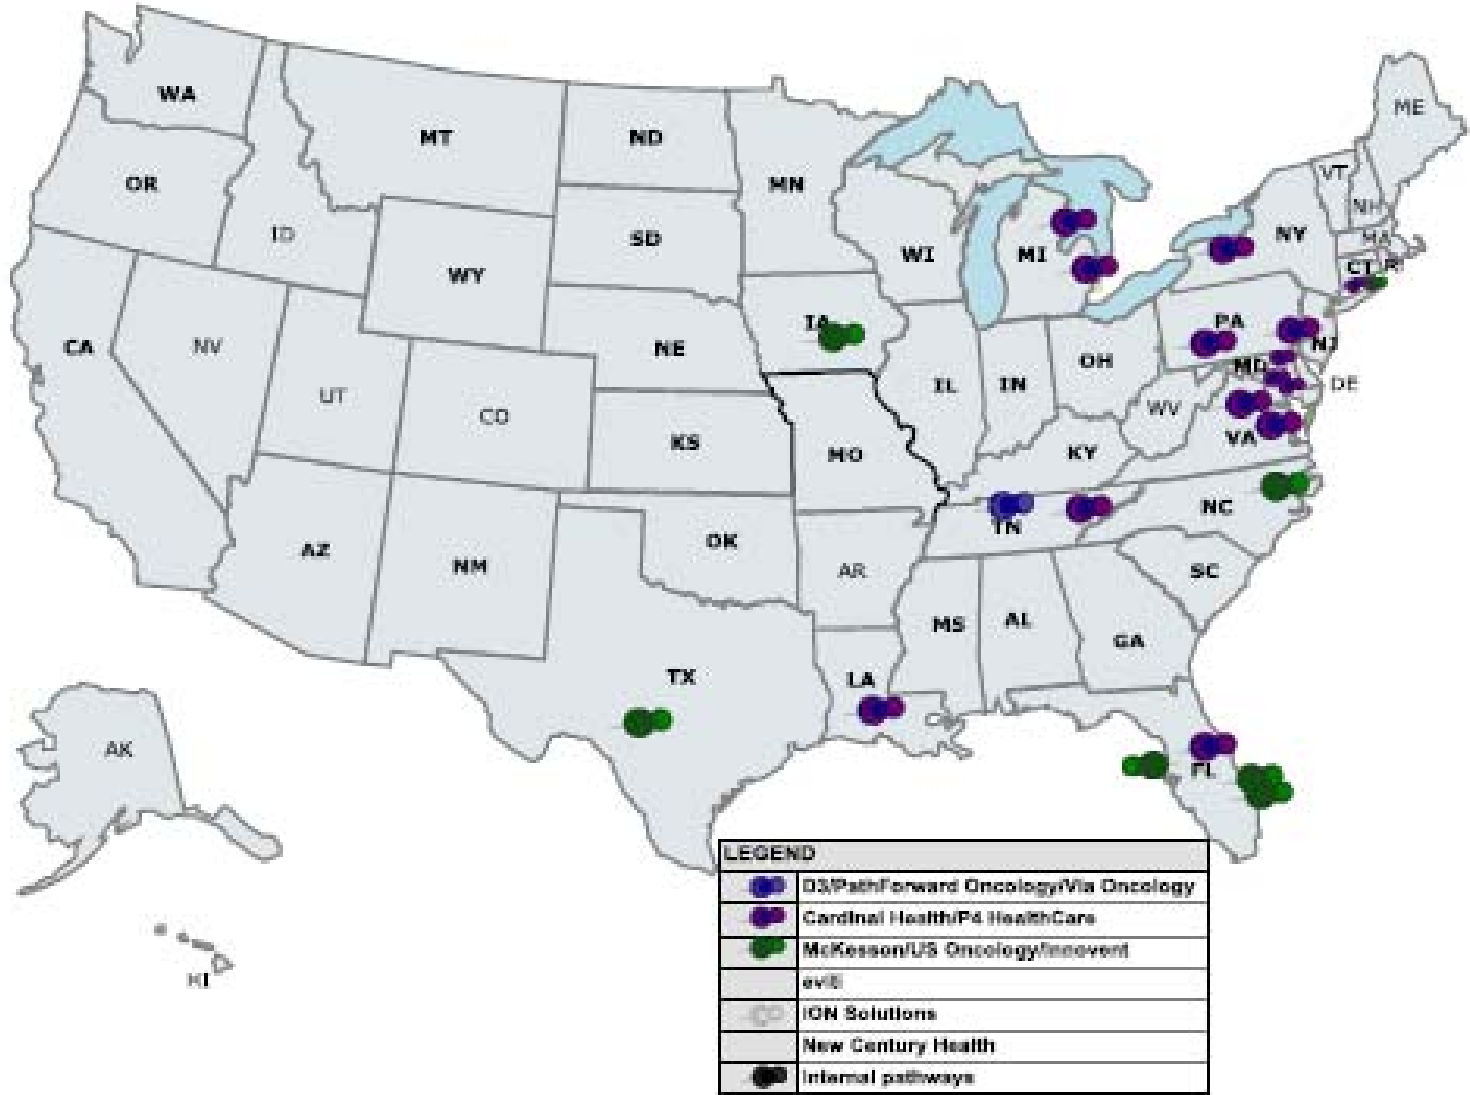 WA
MT
ND
MN
ME
OR
ID
WY
SD
WI
MI
NY
VT
NH
MA
CT
CA
NV
UT
CO
NE
IA
IL
IN
OH
PA
NJ
MD
DE
WV
VA
KS
MO
KY
AZ
NM
OK
AR
TN
NC
SC
MS
AL
GA
TX
LA
FL
AK
HI
LEGEND
D3/PathForward Oncology/Via Oncology
Cardinal Health/P4 HealthCare
McKesson/US Oncology/Innovent
eviti
ION Solutions
New Century Health
Internal pathways